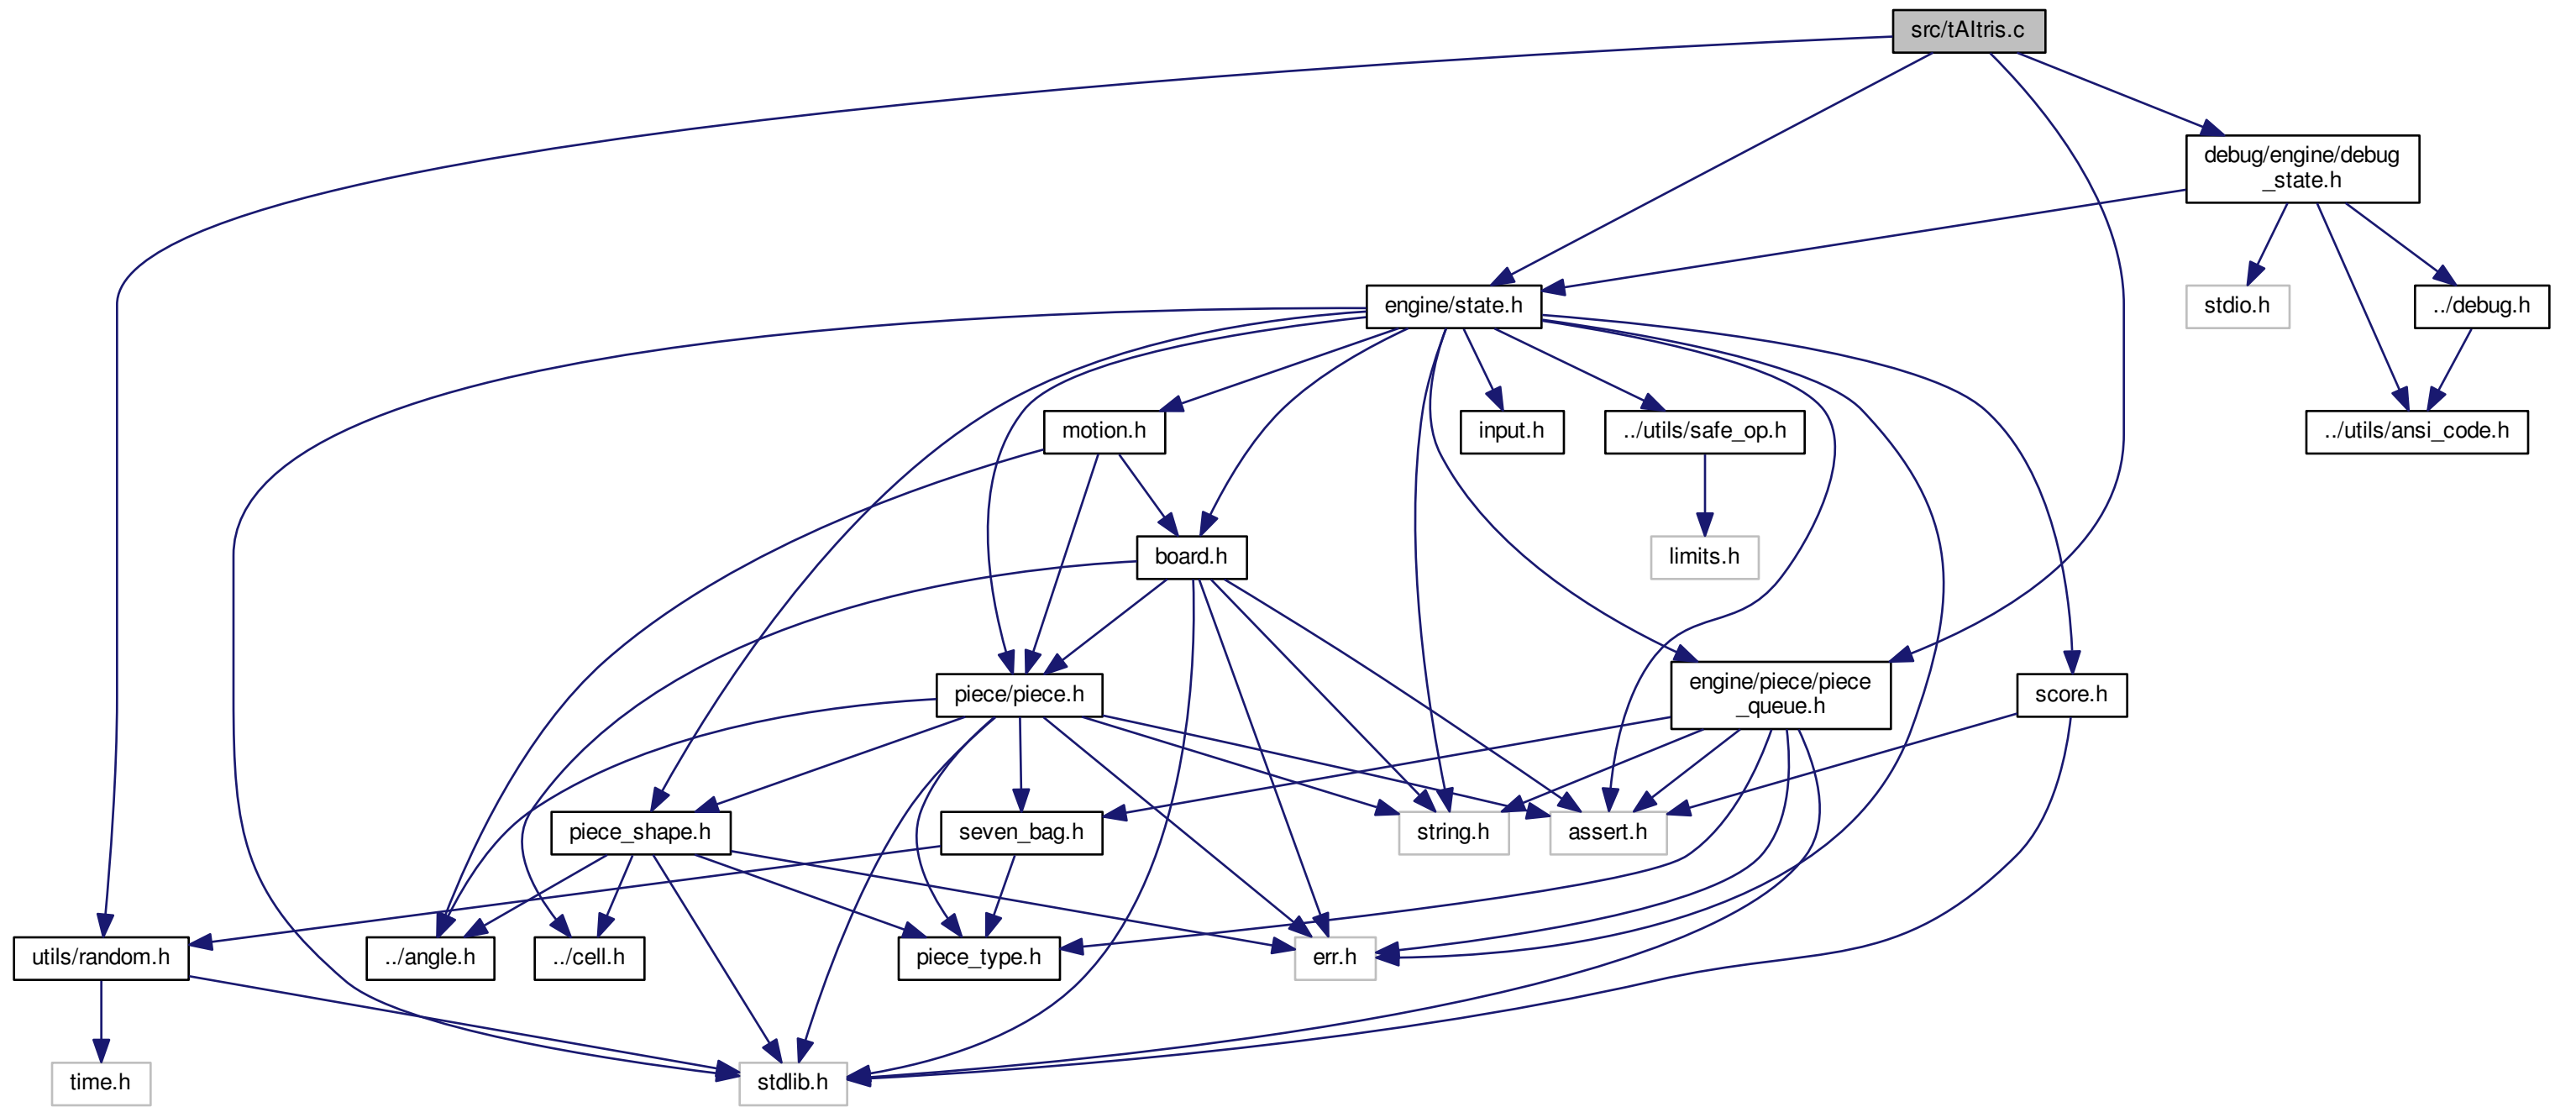 src/tAItris.c
debug/engine/debug
_state.h
engine/state.h
stdio.h
../debug.h
motion.h
input.h
../utils/safe_op.h
../utils/ansi_code.h
board.h
limits.h
piece/piece.h
engine/piece/piece
_queue.h
score.h
piece_shape.h
seven_bag.h
string.h
assert.h
utils/random.h
../angle.h
../cell.h
piece_type.h
err.h
time.h
stdlib.h